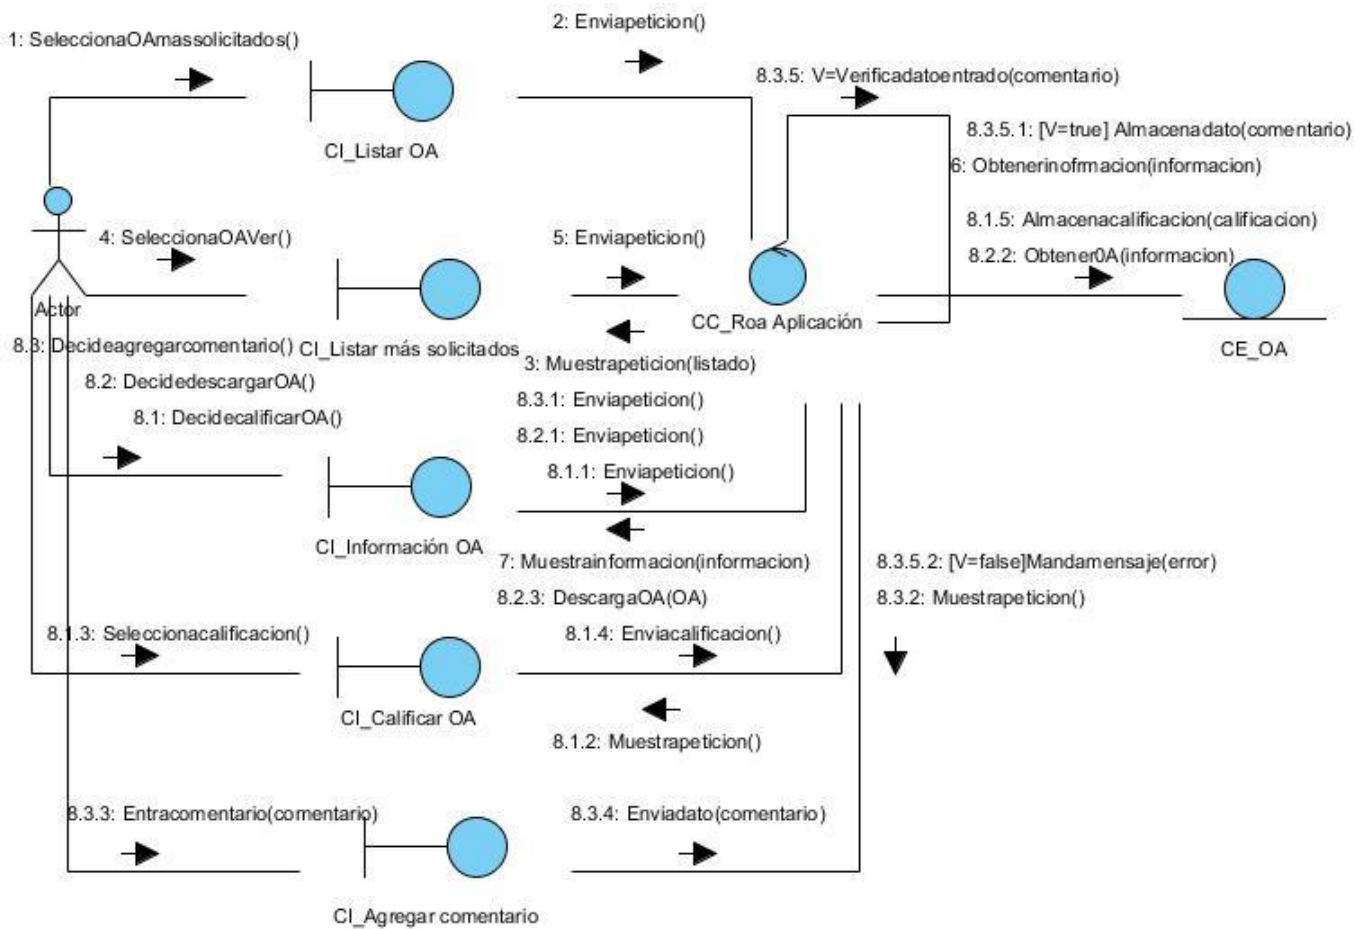 2: Enviapeticion()
1: SeleccionaOAmassolicitados()
8.3.5: V=Verificadatoentrado(comentario)
8.3.5.1: [V=true] Almacenadato(comentario)
CI_Listar OA
6: Obtenerinofrmacion(informacion)
8.1.5: Almacenacalificacion(calificacion)
4: SeleccionaOAVer()
5: Enviapeticion()
8.2.2: Obtener0A(informacion)
Actor
CC_Roa Aplicación
8.3: Decideagregarcomentario()
CI_Listar más solicitados
CE_OA
3: Muestrapeticion(listado)
8.2: DecidedescargarOA()
8.3.1: Enviapeticion()
8.1: DecidecalificarOA()
8.2.1: Enviapeticion()
8.1.1: Enviapeticion()
CI_Información OA
7: Muestrainformacion(informacion)
8.3.5.2: [V=false]Mandamensaje(error)
8.2.3: DescargaOA(OA)
8.3.2: Muestrapeticion()
8.1.3: Seleccionacalificacion()
8.1.4: Enviacalificacion()
CI_Calificar OA
8.1.2: Muestrapeticion()
8.3.3: Entracomentario(comentario)
8.3.4: Enviadato(comentario)
CI_Agregar comentario